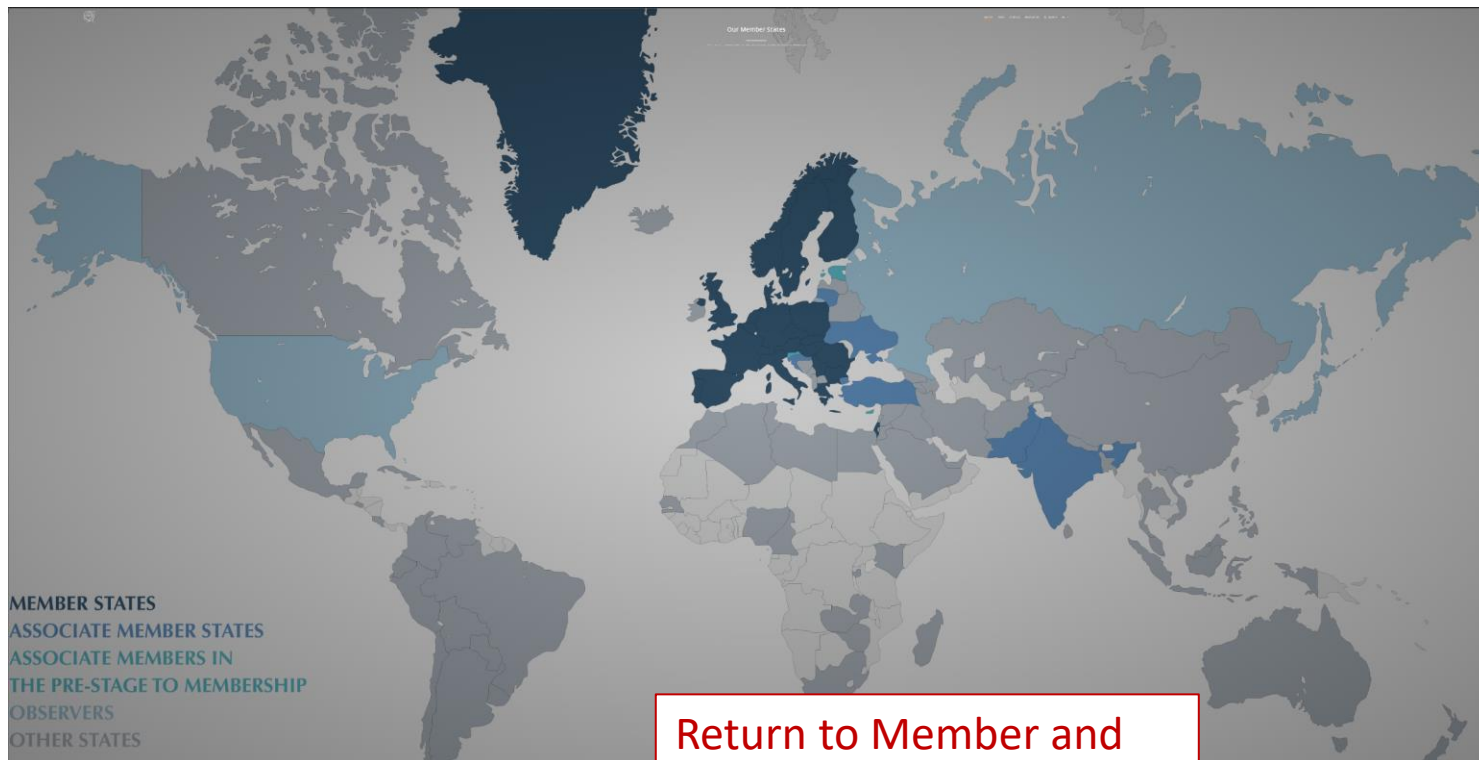 Our Member States
MEMBER STATES
ASSOCIATE MEMBER STATES
ASSOCIATE MEMBERS IN
THE PRE-STAGE TO MEMBERSHIP
OBSERVERS
OTHER STATES
Return to Member and